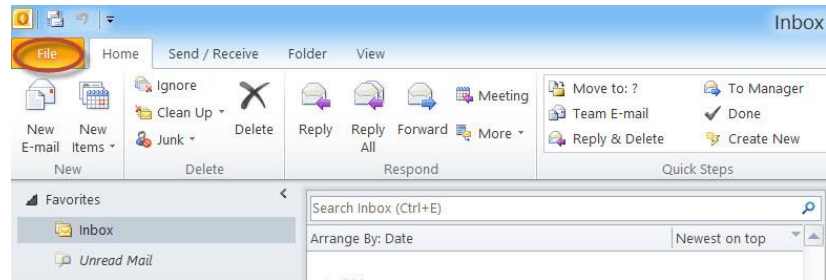 Inbox
File Home Send / Receive Folder View
New E-mail
New Items
Ignore
Clean Up
Junk
Delete
Reply
Reply All
Forward
Meeting
More
Move to: ?
Team E-mail
Reply & Delete
To Manager
Done
Create New
New Delete Respond Quick Steps
Favorites
Inbox
Unread Mail
Search Inbox (Ctrl+E)
Arrange By: Date Newest on top